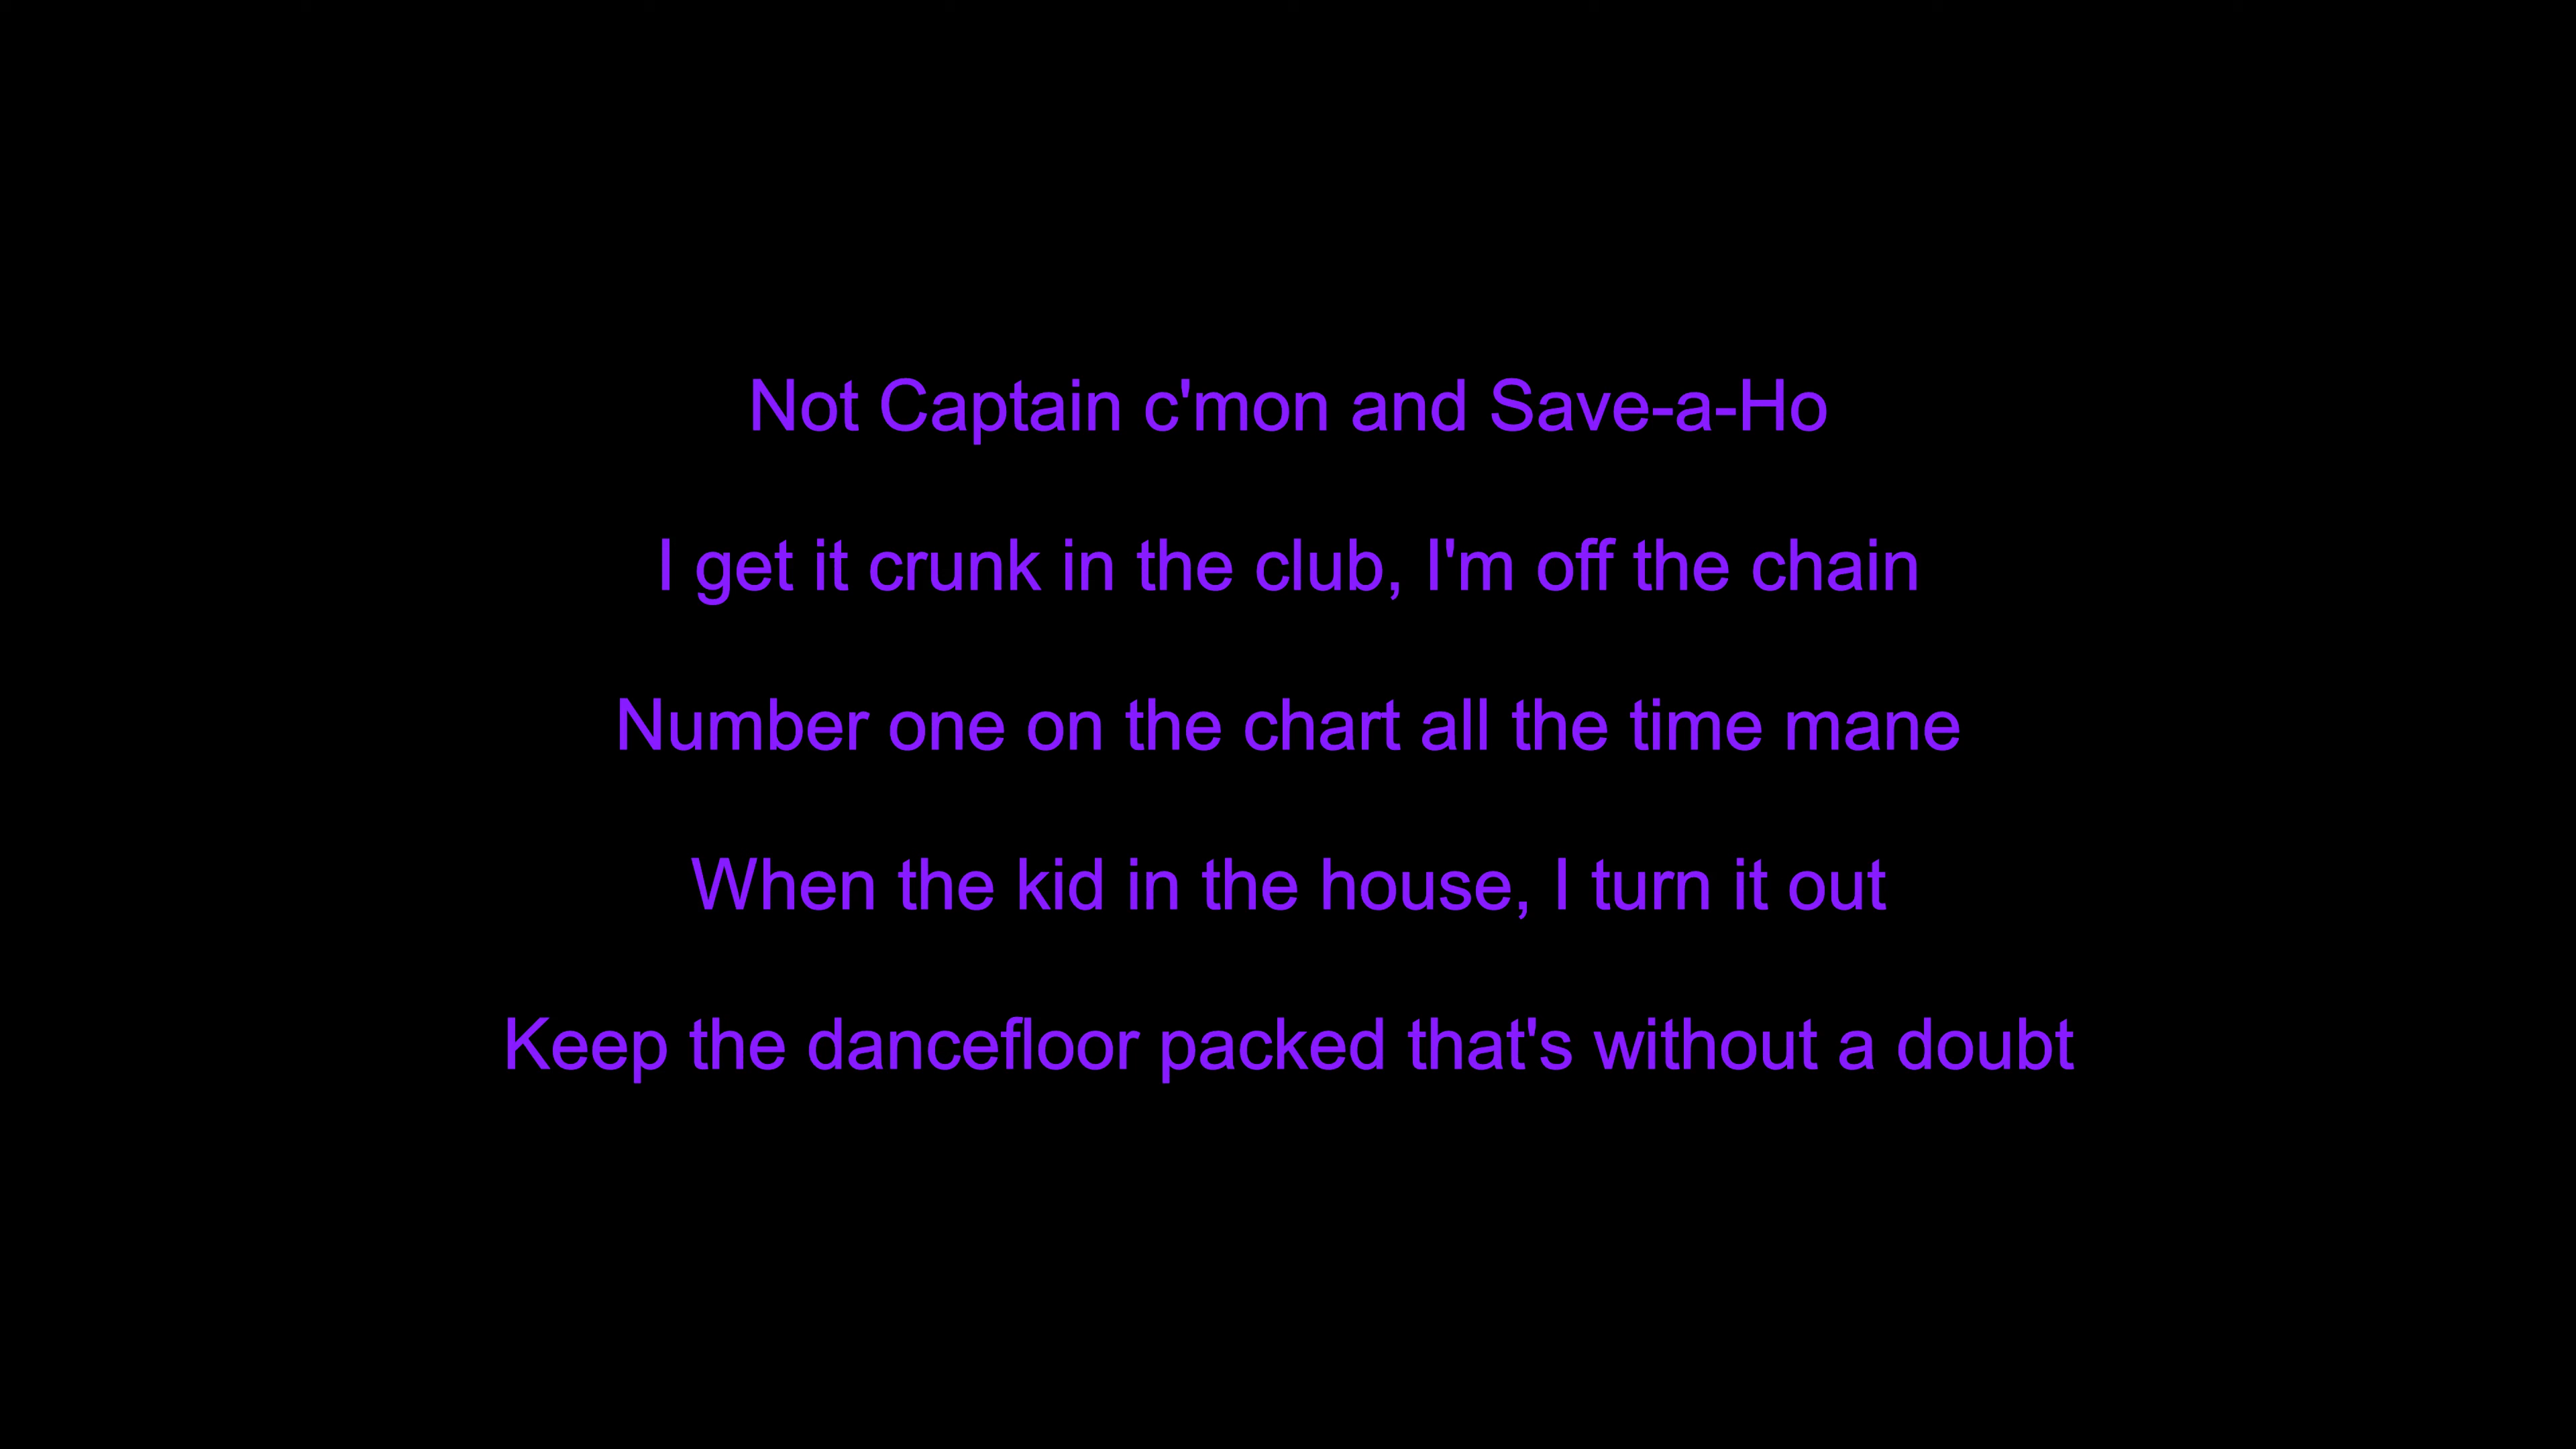 Not Captain c'mon and Save-a-Ho
I get it crunk in the club, I'm off the chain
Number one on the chart all the time mane
When the kid in the house, I turn it out
Keep the dancefloor packed that's without a doubt